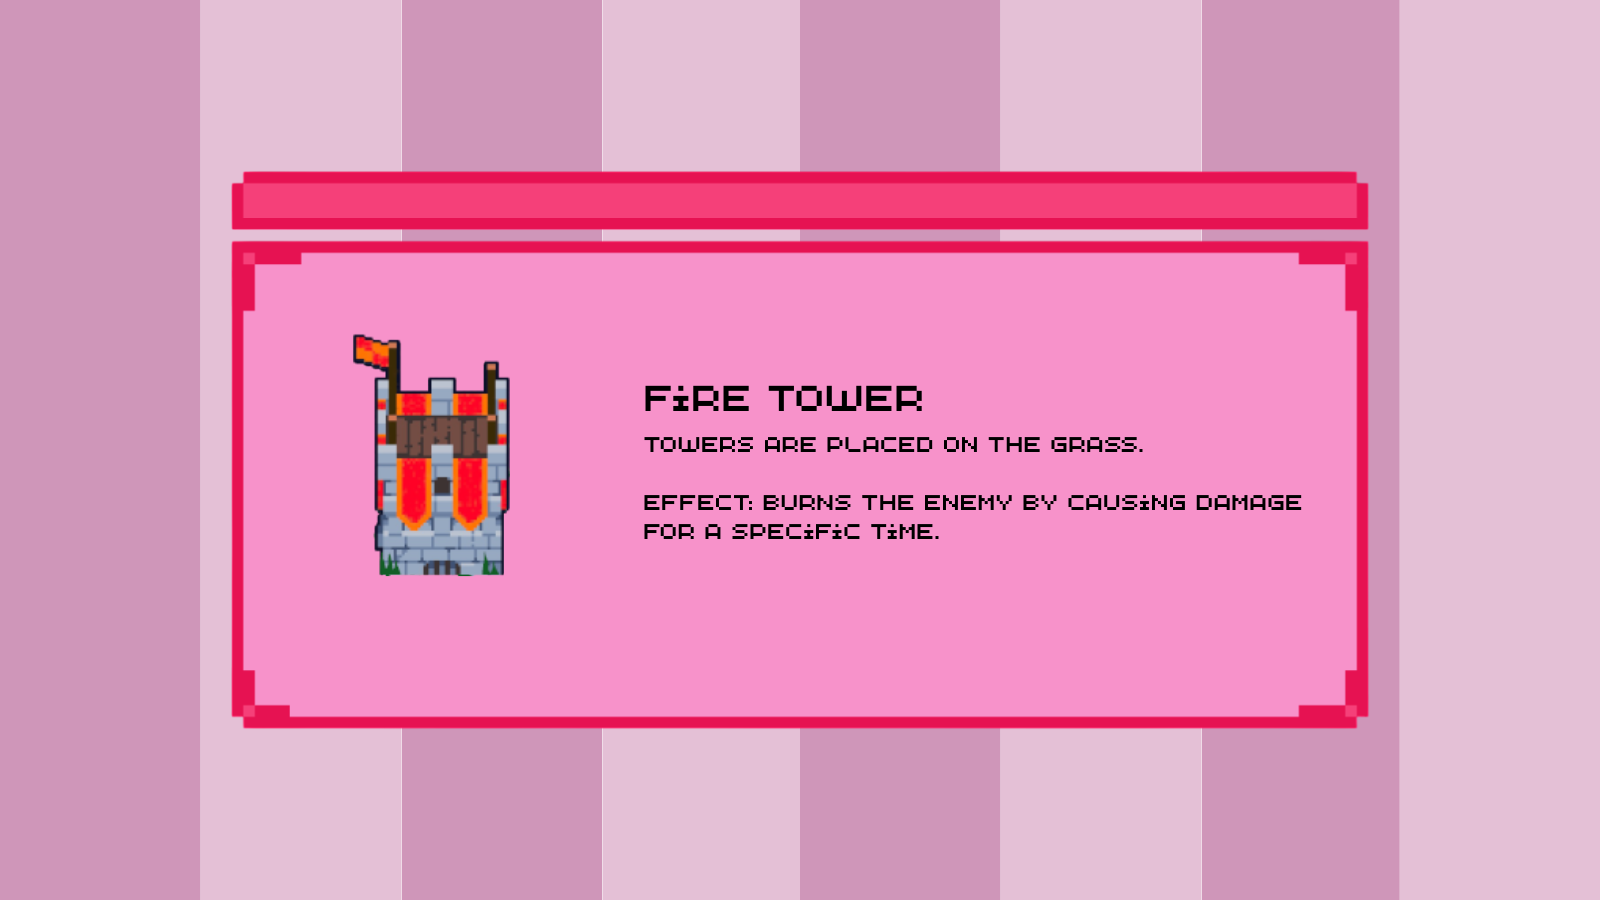 FiRE TOWER
TOWERS ARE PLACED ON THE GRASS.
EFFECT: BURNS THE ENEMY BY CAUSiNG DAMAGE
FOR A SPECiFiC TiME.